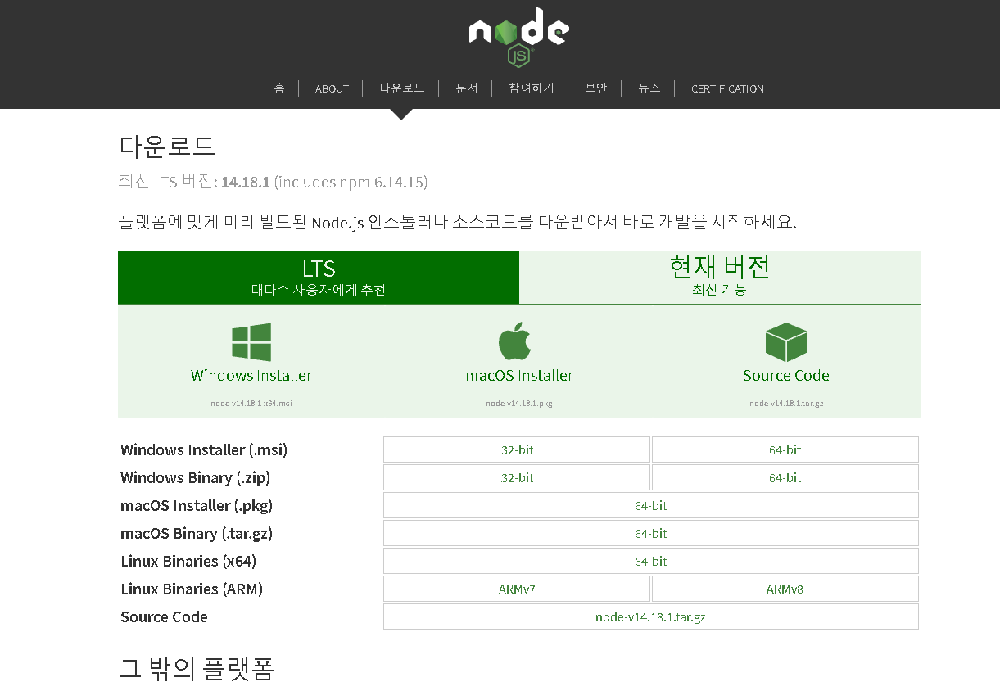 node
JS
홈 ABOUT 다운로드 문서 참여하기 보안 뉴스 CERTIFICATION
다운로드
최신 LTS 버전: 14.18.1 (includes npm 6.14.15)
플랫폼에 맞게 미리 빌드된 Node.js 인스톨러나 소스코드를 다운받아서 바로 개발을 시작하세요.
LTS
대다수 사용자에게 추천
현재 버전
최신 기능
Windows Installer
node-v14.18.1-x64.msi
macOS Installer
node-v14.18.1.pkg
Source Code
node-v14.18.1.tar.gz
Windows Installer (.msi) 32-bit 64-bit
Windows Binary (.zip) 32-bit 64-bit
macOS Installer (.pkg) 64-bit
macOS Binary (.tar.gz) 64-bit
Linux Binaries (x64) 64-bit
Linux Binaries (ARM) ARMv7 ARMv8
Source Code node-v14.18.1.tar.gz
그 밖의 플랫폼